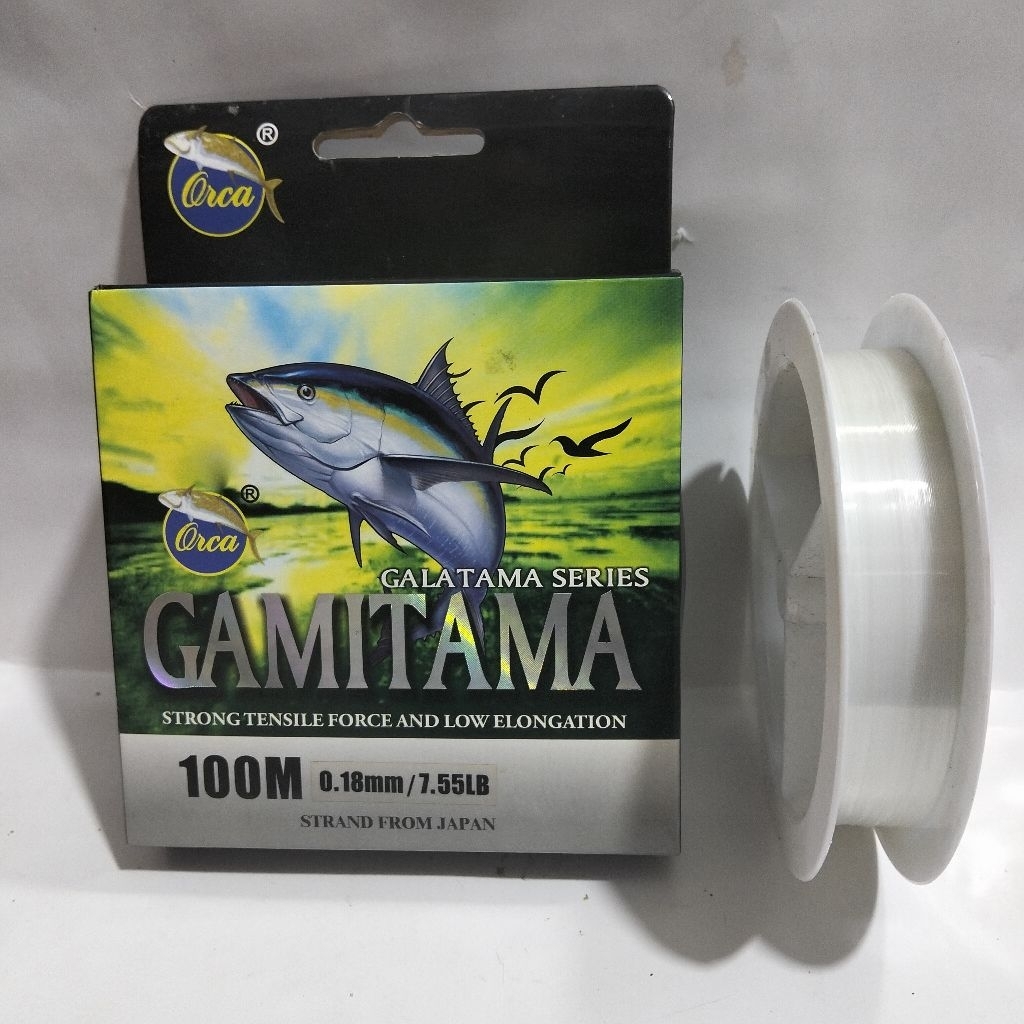 Orca ®
Orca ®
GALATAMA SERIES
GAMITAMA
STRONG TENSILE FORCE AND LOW ELONGATION
100M 0.18mm/7.55LB
STRAND FROM JAPAN